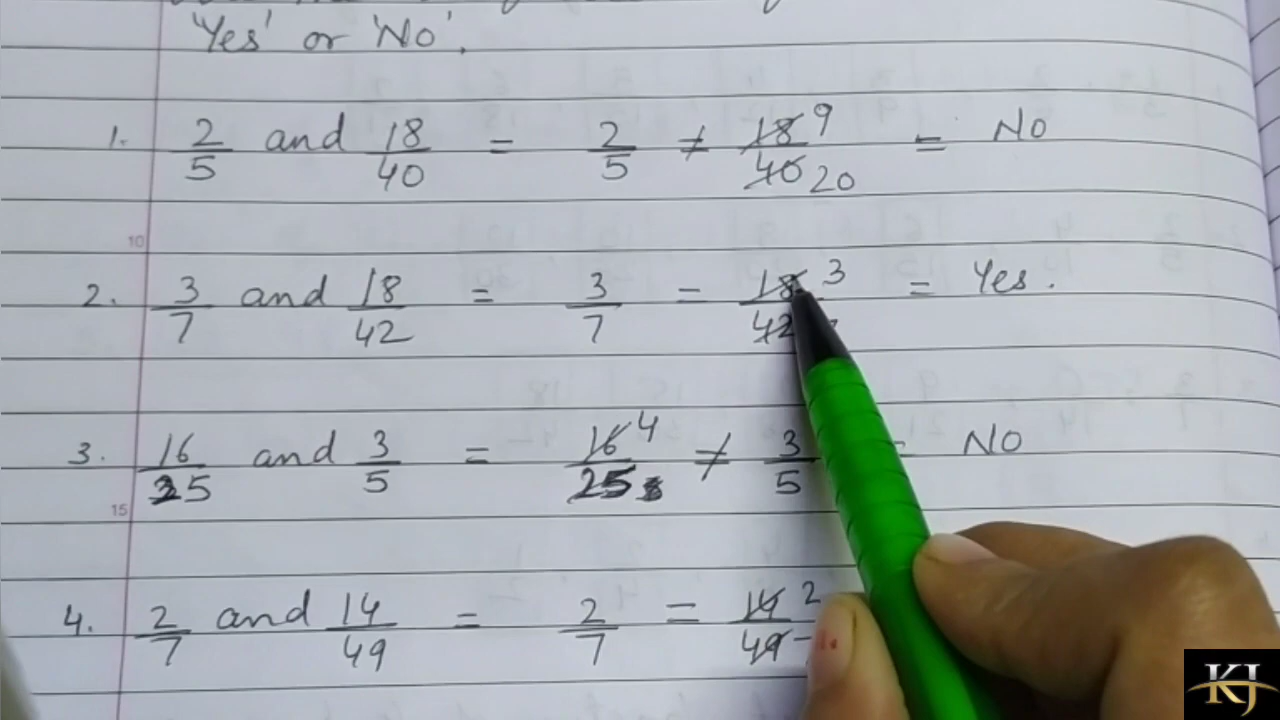 'Yes' or 'No'.
1. 2/5 and 18/40 = 2/5 ≠ 18/40 9/20 = No
10
2. 3/7 and 18/42 = 3/7 = 18/42 3 = Yes.
3. 16/25 and 3/5 = 16/25 4 ≠ 3/5 = NO
15
4. 2/7 and 14/49 = 2/7 = 14/49 2
KJ